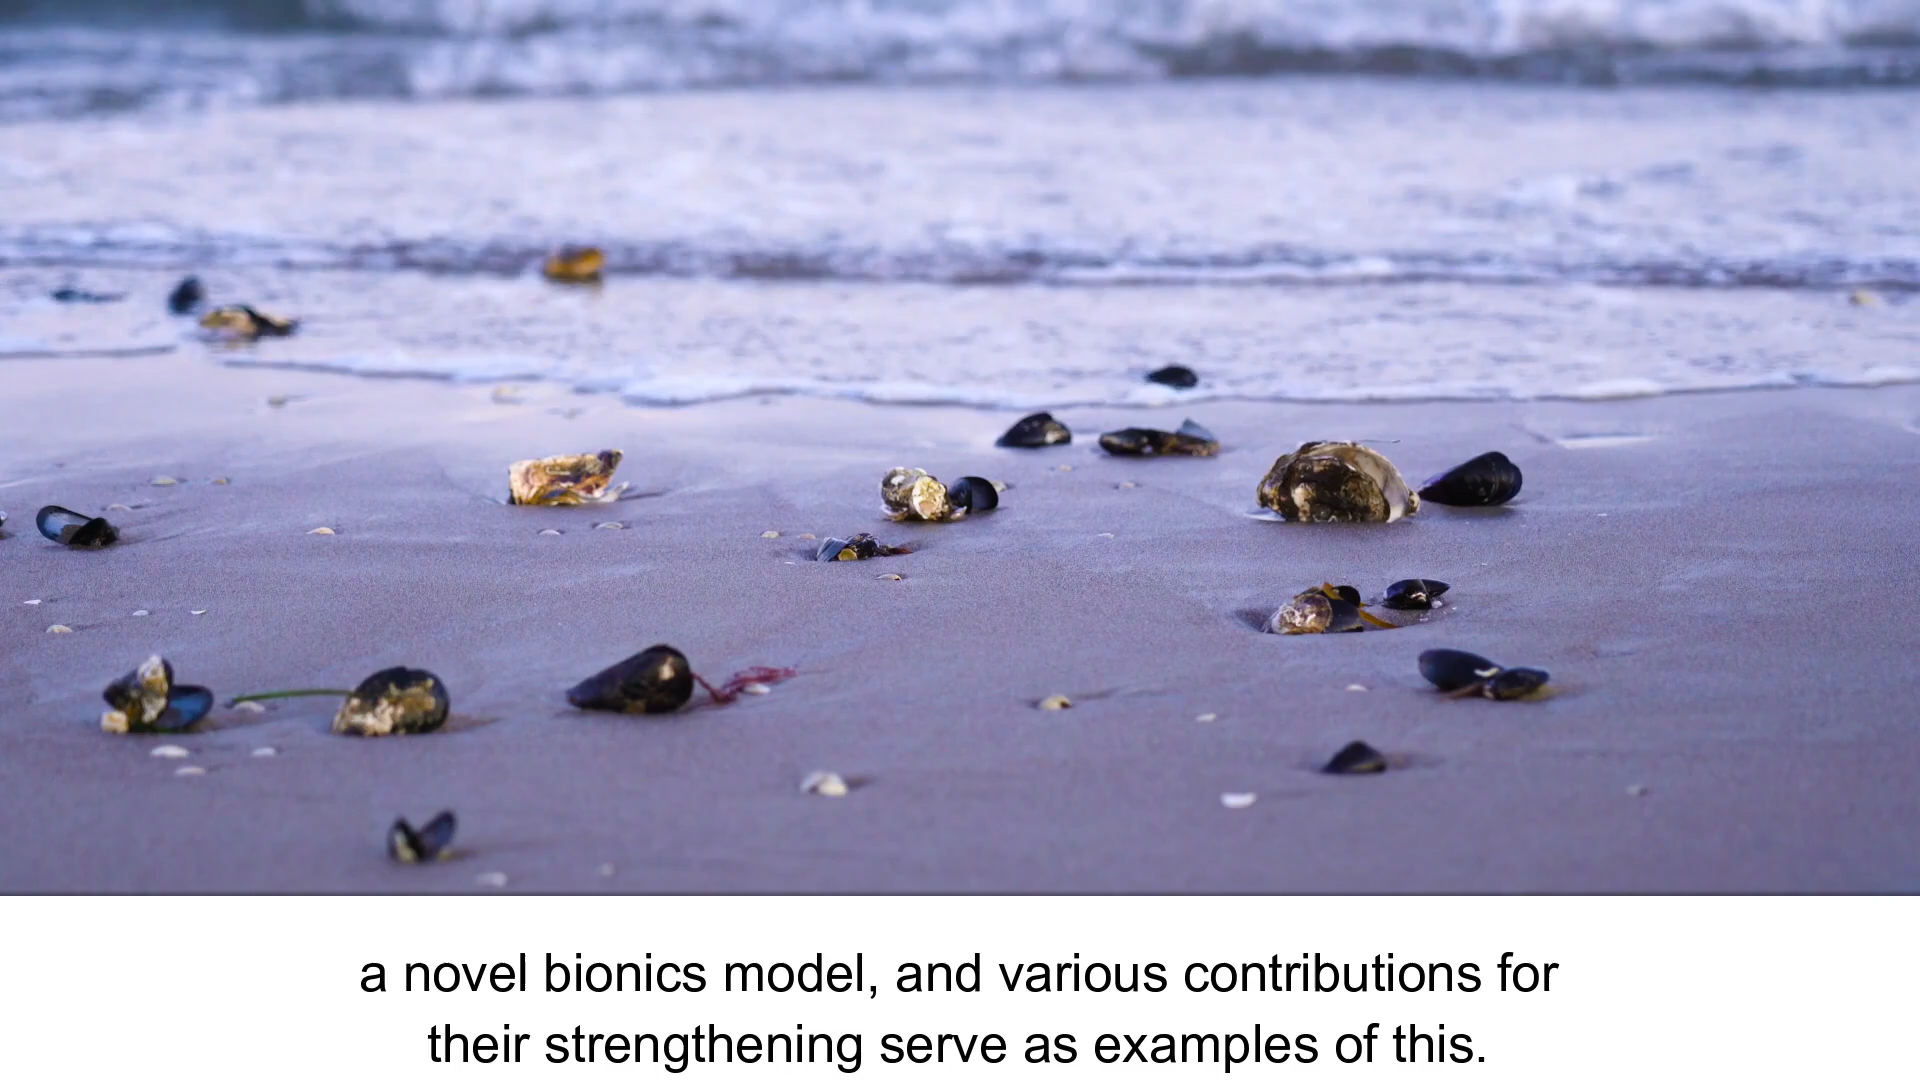 a novel bionics model, and various contributions for
their strengthening serve as examples of this.